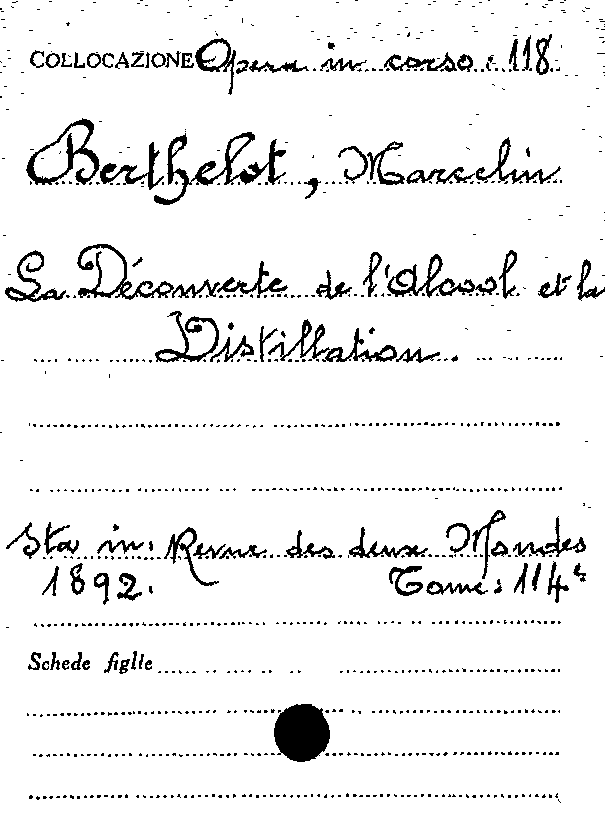 COLLOCAZIONE Opera in corso: 118
Berthelot, Marcelin
La Découverte de l'Alcool et la
Distillation.
Sta in: Revue des deux Mondes
1892. Tome: 114e
Schede figlie